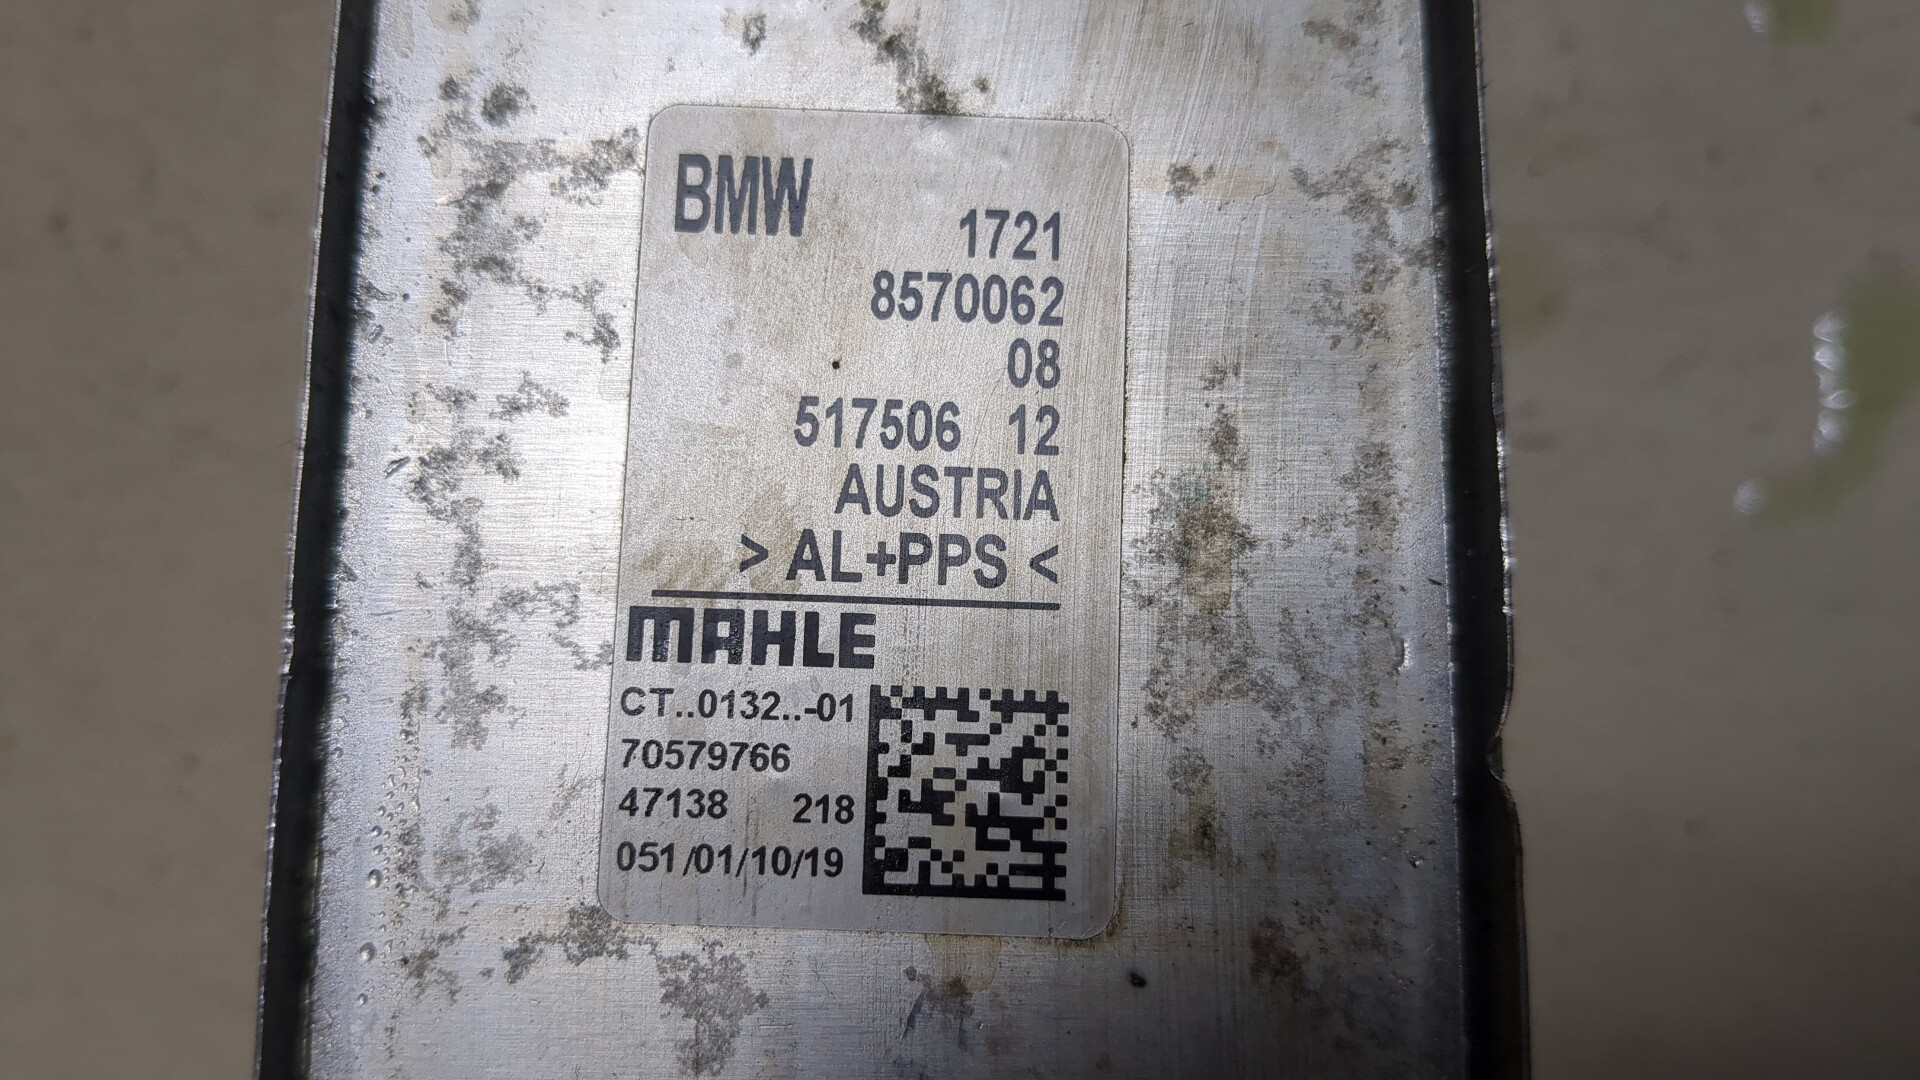 BMW
1721
8570062
08
517506 12
AUSTRIA
> AL+PPS <
MAHLE
CT..0132..-01
70579766
47138 218
051/01/10/19